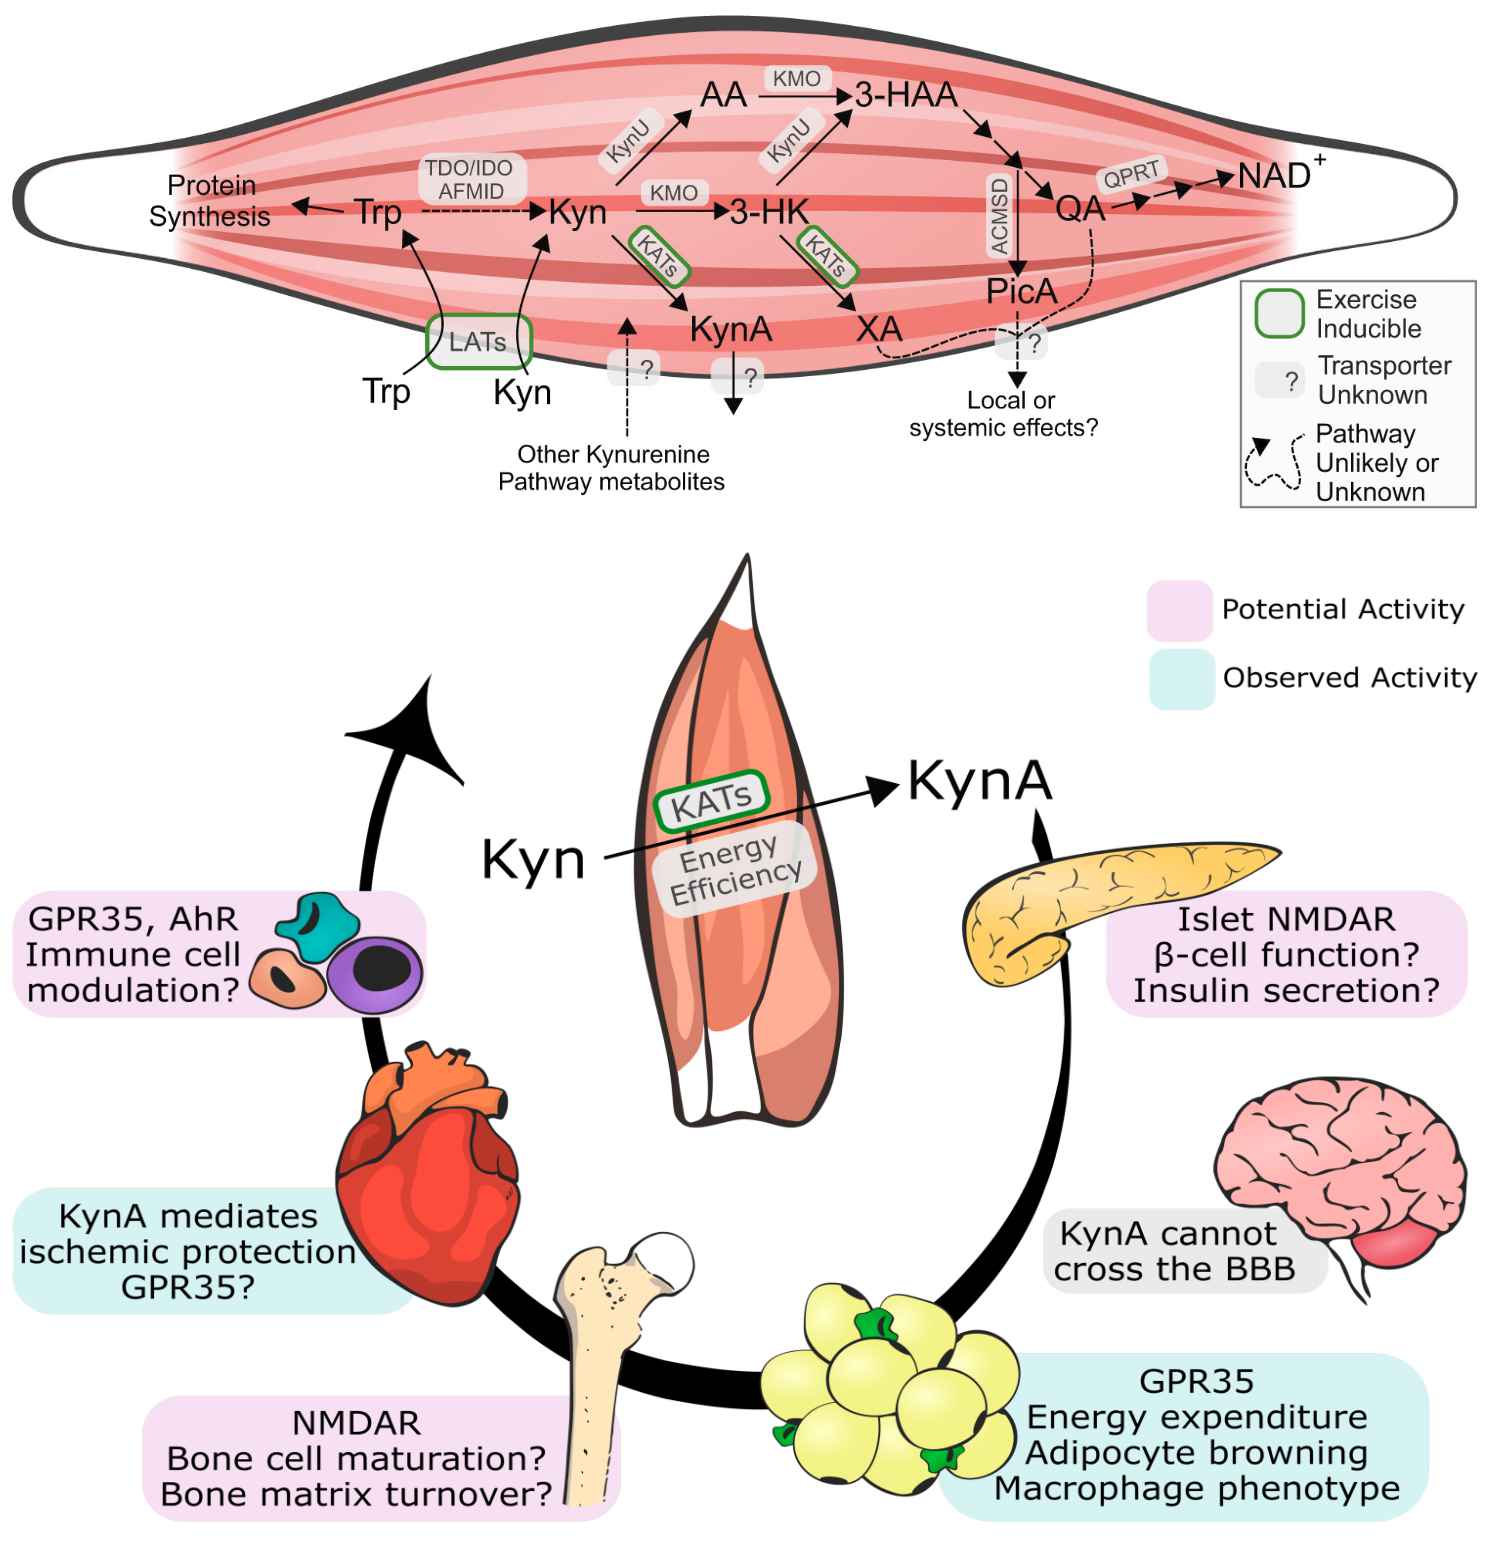 AA
KMO
3-HAA
KynU
KynU
TDO/IDO
AFMID
KMO
ACMSD
QPRT
NAD+
Protein
Synthesis
Trp
Kyn
3-HK
QA
KATs
KATs
PicA
KynA
XA
LATs
?
?
?
Trp
Kyn
Local or
systemic effects?
Other Kynurenine
Pathway metabolites
Exercise
Inducible
?
Transporter
Unknown
Pathway
Unlikely or
Unknown
Potential Activity
Observed Activity
KynA
KATs
Kyn
Energy
Efficiency
GPR35, AhR
Immune cell
modulation?
Islet NMDAR
β-cell function?
Insulin secretion?
KynA mediates
ischemic protection
GPR35?
KynA cannot
cross the BBB
NMDAR
Bone cell maturation?
Bone matrix turnover?
GPR35
Energy expenditure
Adipocyte browning
Macrophage phenotype